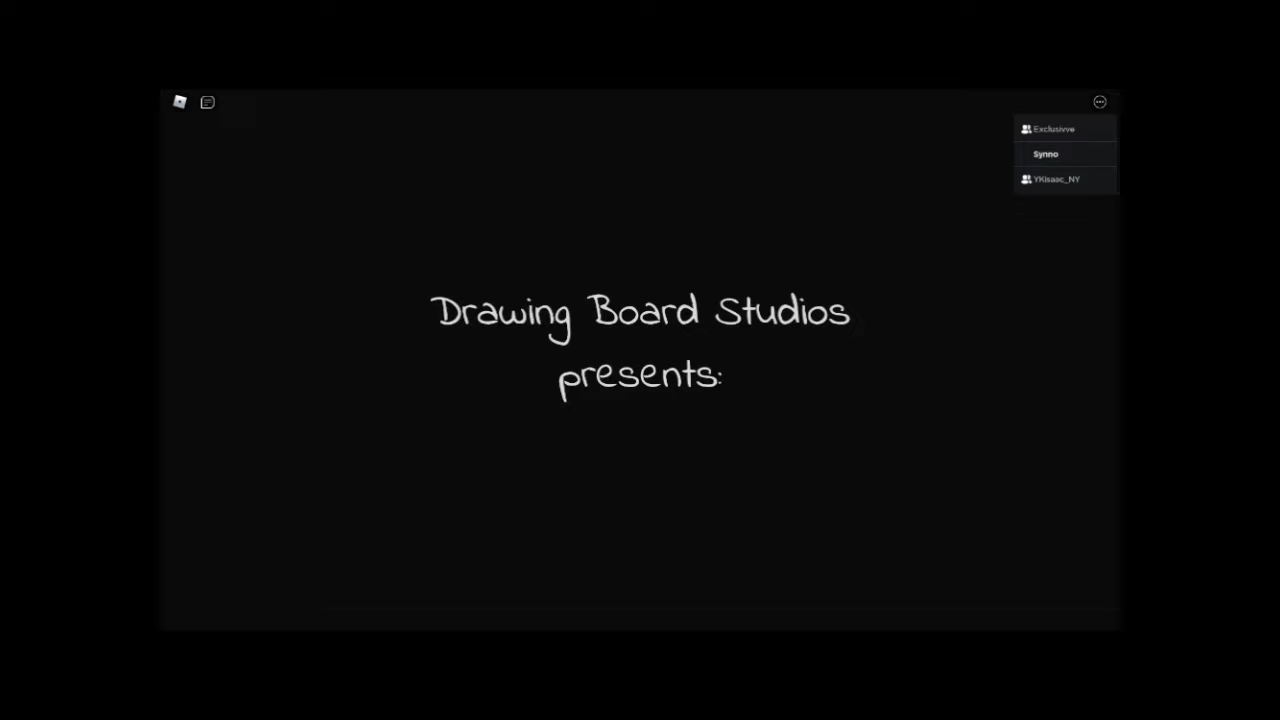 Exclusivve
Synno
YKisaac_NY
Drawing Board Studios
presents: